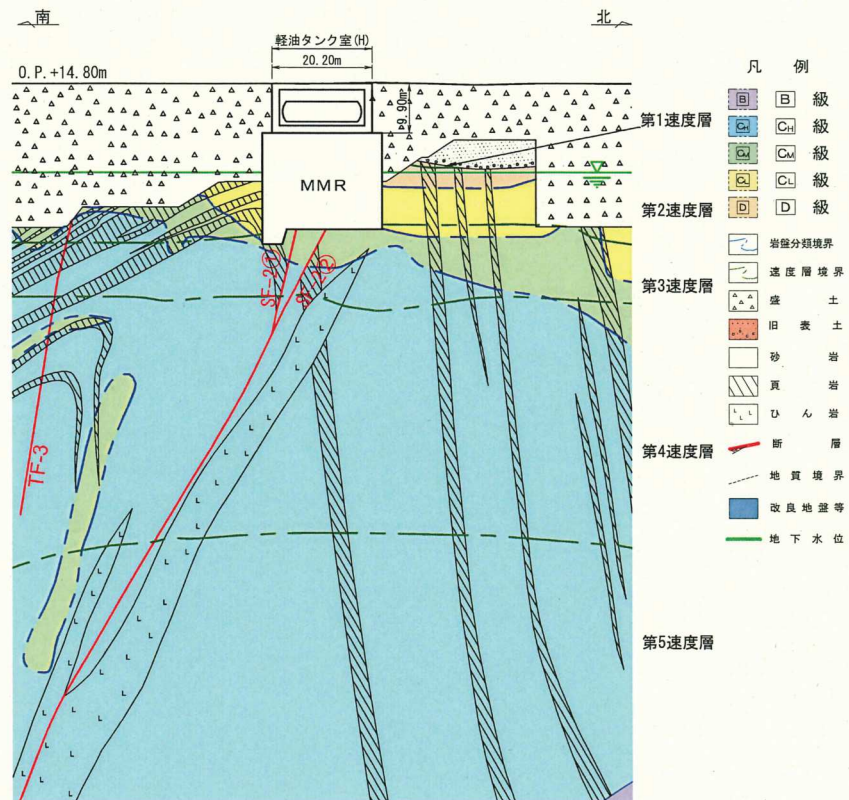 南
北
軽油タンク室(H)
20.20m
O.P.+14.80m
9.90m
MMR
SF-2①
SF-2②
TF-3
第1速度層
第2速度層
第3速度層
第4速度層
第5速度層
凡 例
B B 級
CH CH 級
CM CM 級
CL CL 級
D D 級
岩盤分類境界
速度層境界
盛 土
旧 表 土
砂 岩
頁 岩
ひ ん 岩
断 層
地 質 境 界
改 良 地 盤 等
地 下 水 位